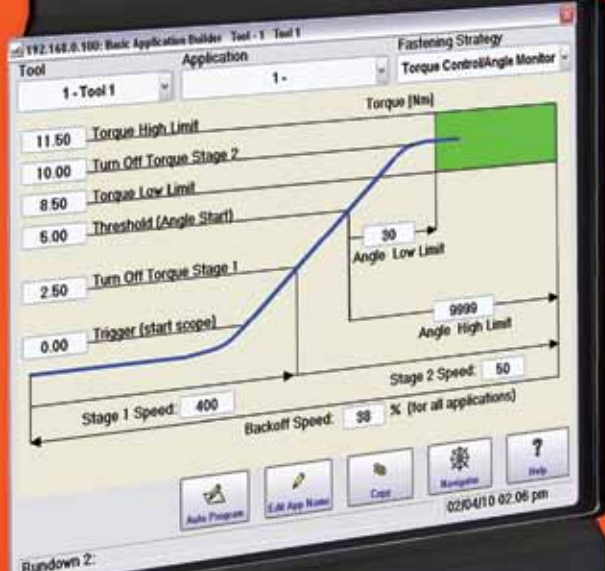 192.168.0.100: Basic Application Builder Tool - 1 Tool 1
Tool
Application
Fastening Strategy
1 - Tool 1
1 -
Torque Control/Angle Monitor
Torque [Nm]
11.50 Torque High Limit
10.00 Turn Off Torque Stage 2
8.50 Torque Low Limit
5.00 Threshold (Angle Start)
30
Angle Low Limit
2.50 Turn Off Torque Stage 1
9999
Angle High Limit
0.00 Trigger (start scope)
Stage 1 Speed: 400
Stage 2 Speed: 50
Backoff Speed: 38 % (for all applications)
Auto Program
Edit App Name
Copy
Navigator
? Help
02/04/10 02:06 pm
Rundown 2: